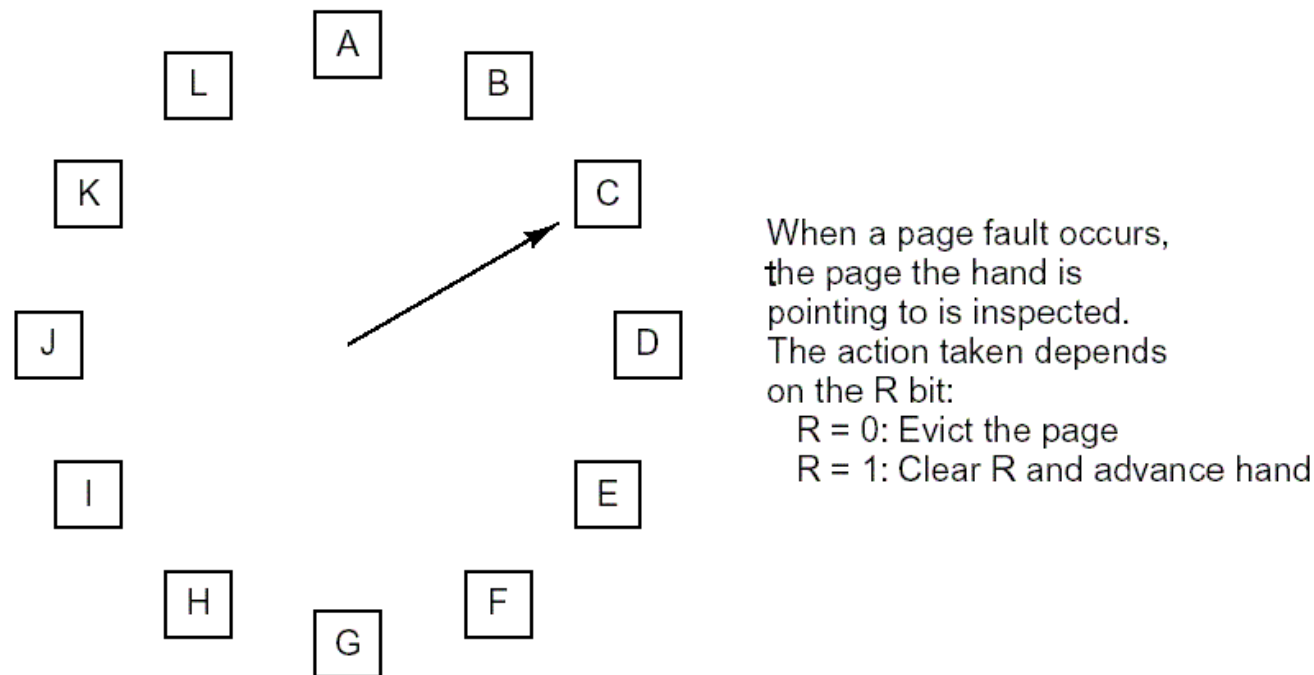 A
L
B
K
C
When a page fault occurs,
the page the hand is
pointing to is inspected.
The action taken depends
on the R bit:
R = 0: Evict the page
R = 1: Clear R and advance hand
J
D
I
E
H
F
G